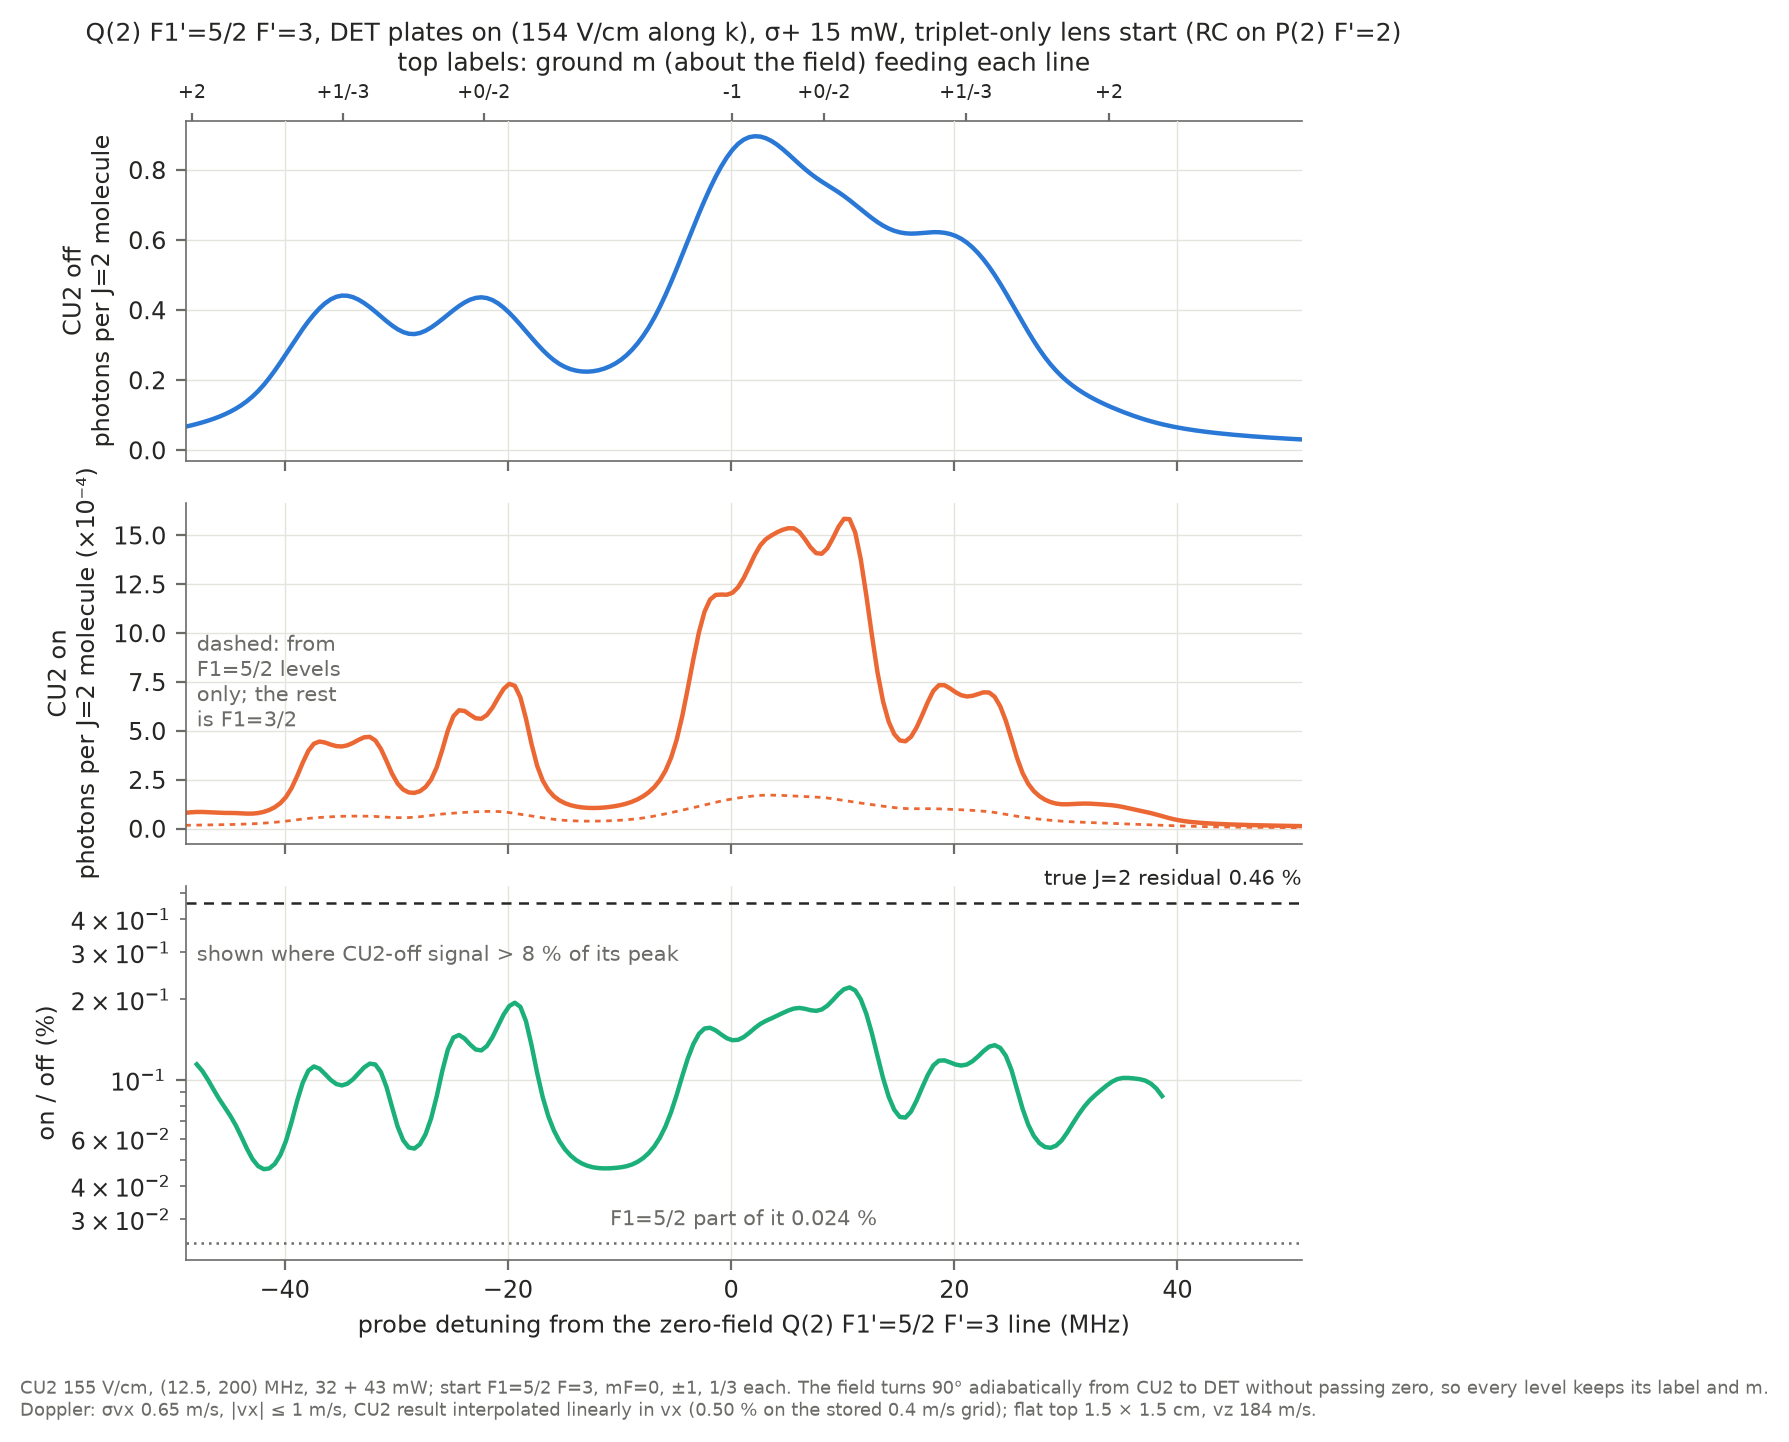 Q(2) F1'=5/2 F'=3, DET plates on (154 V/cm along k), σ+ 15 mW, triplet-only lens start (RC on P(2) F'=2)
top labels: ground m (about the field) feeding each line
+2 +1/-3 +0/-2 -1 +0/-2 +1/-3 +2
CU2 off
photons per J=2 molecule
0.8
0.6
0.4
0.2
0.0
CU2 on
photons per J=2 molecule (×10⁻⁴)
15.0
12.5
10.0
7.5
5.0
2.5
0.0
dashed: from
F1=5/2 levels
only; the rest
is F1=3/2
true J=2 residual 0.46 %
on / off (%)
4 × 10⁻¹
3 × 10⁻¹
2 × 10⁻¹
10⁻¹
6 × 10⁻²
4 × 10⁻²
3 × 10⁻²
shown where CU2-off signal > 8 % of its peak
F1=5/2 part of it 0.024 %
−40 −20 0 20 40
probe detuning from the zero-field Q(2) F1'=5/2 F'=3 line (MHz)
CU2 155 V/cm, (12.5, 200) MHz, 32 + 43 mW; start F1=5/2 F=3, mF=0, ±1, 1/3 each. The field turns 90° adiabatically from CU2 to DET without passing zero, so every level keeps its label and m.
Doppler: σvx 0.65 m/s, |vx| ≤ 1 m/s, CU2 result interpolated linearly in vx (0.50 % on the stored 0.4 m/s grid); flat top 1.5 × 1.5 cm, vz 184 m/s.